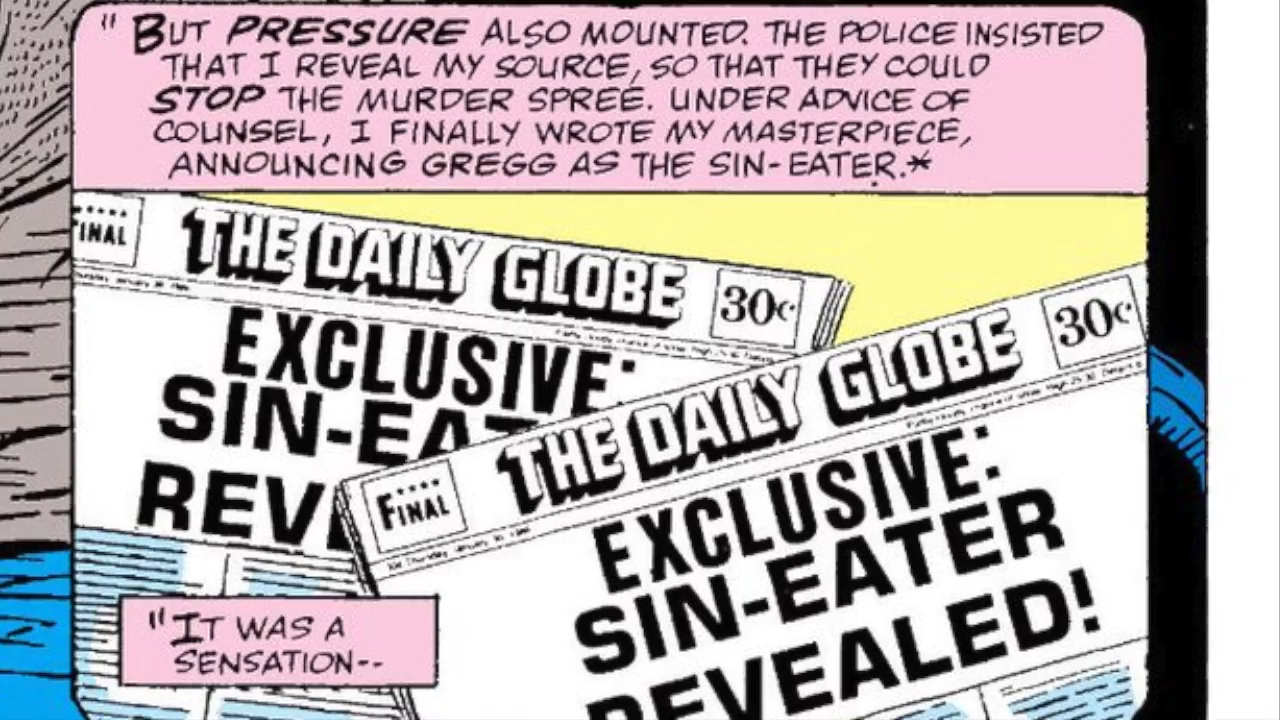 "BUT PRESSURE ALSO MOUNTED. THE POLICE INSISTED
THAT I REVEAL MY SOURCE, SO THAT THEY COULD
STOP THE MURDER SPREE. UNDER ADVICE OF
COUNSEL, I FINALLY WROTE MY MASTERPIECE,
ANNOUNCING GREGG AS THE SIN-EATER.*
FINAL
THE DAILY GLOBE
30¢
EXCLUSIVE:
SIN-EAT
REV
FINAL
THE DAILY GLOBE
30¢
EXCLUSIVE:
SIN-EATER
REVEALED!
"IT WAS A
SENSATION--